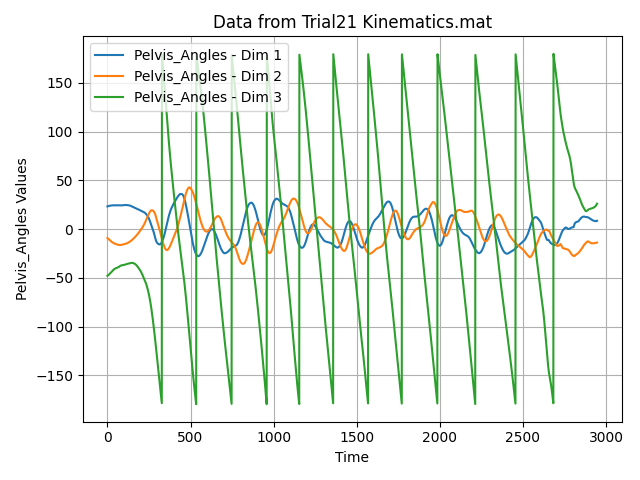 Data from Trial21 Kinematics.mat
Pelvis_Angles - Dim 1
Pelvis_Angles - Dim 2
Pelvis_Angles - Dim 3
Pelvis_Angles Values
150
100
50
0
−50
−100
−150
0 500 1000 1500 2000 2500 3000
Time